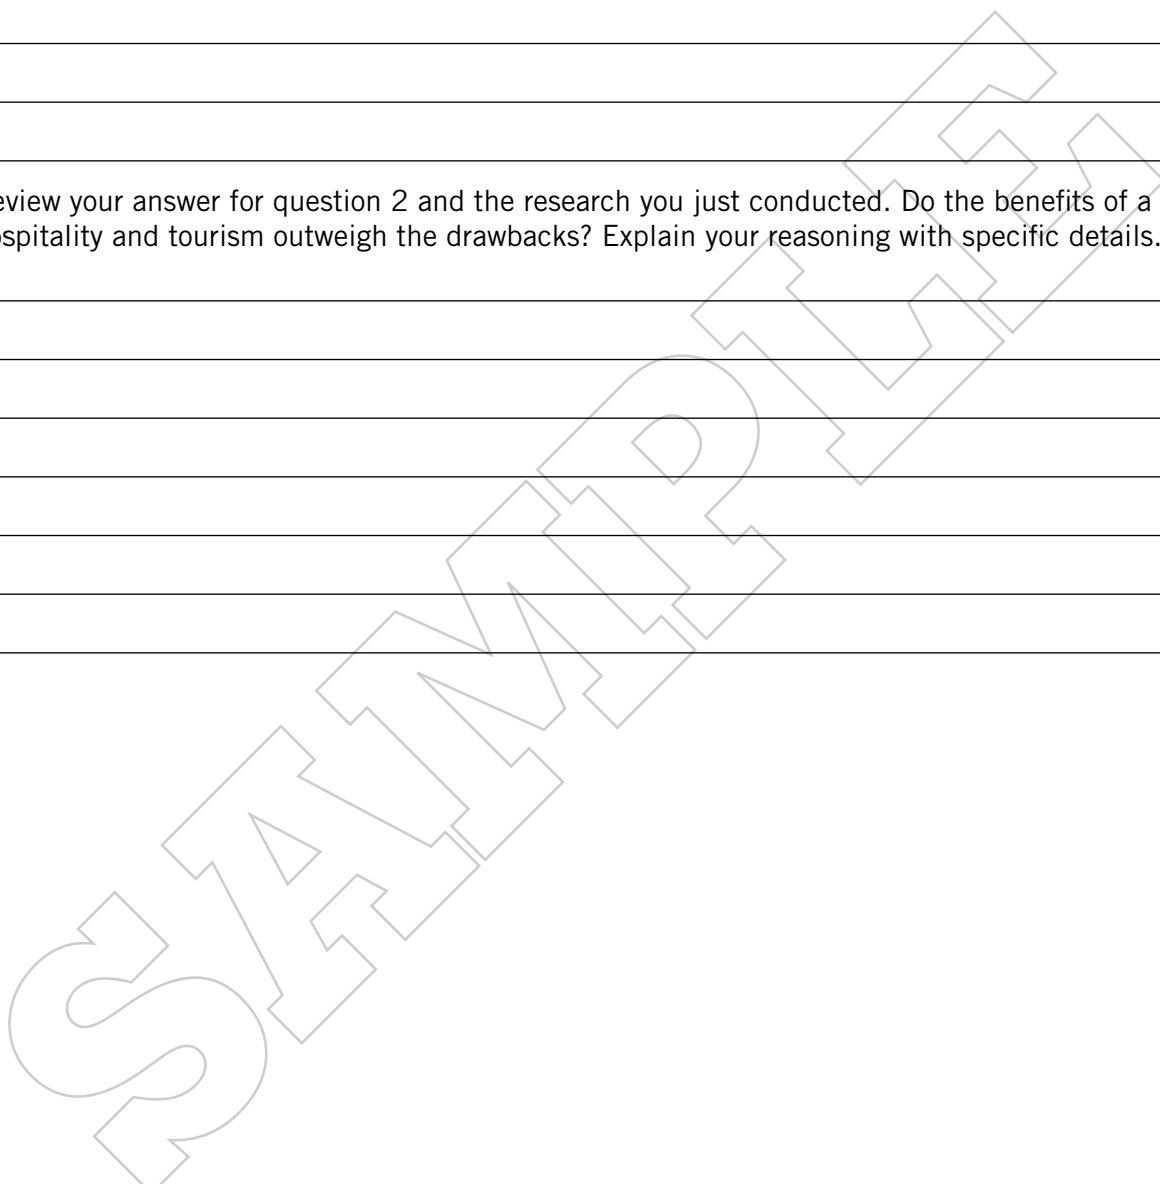 eview your answer for question 2 and the research you just conducted. Do the benefits of a
ospitality and tourism outweigh the drawbacks? Explain your reasoning with specific details.
SAMPLE